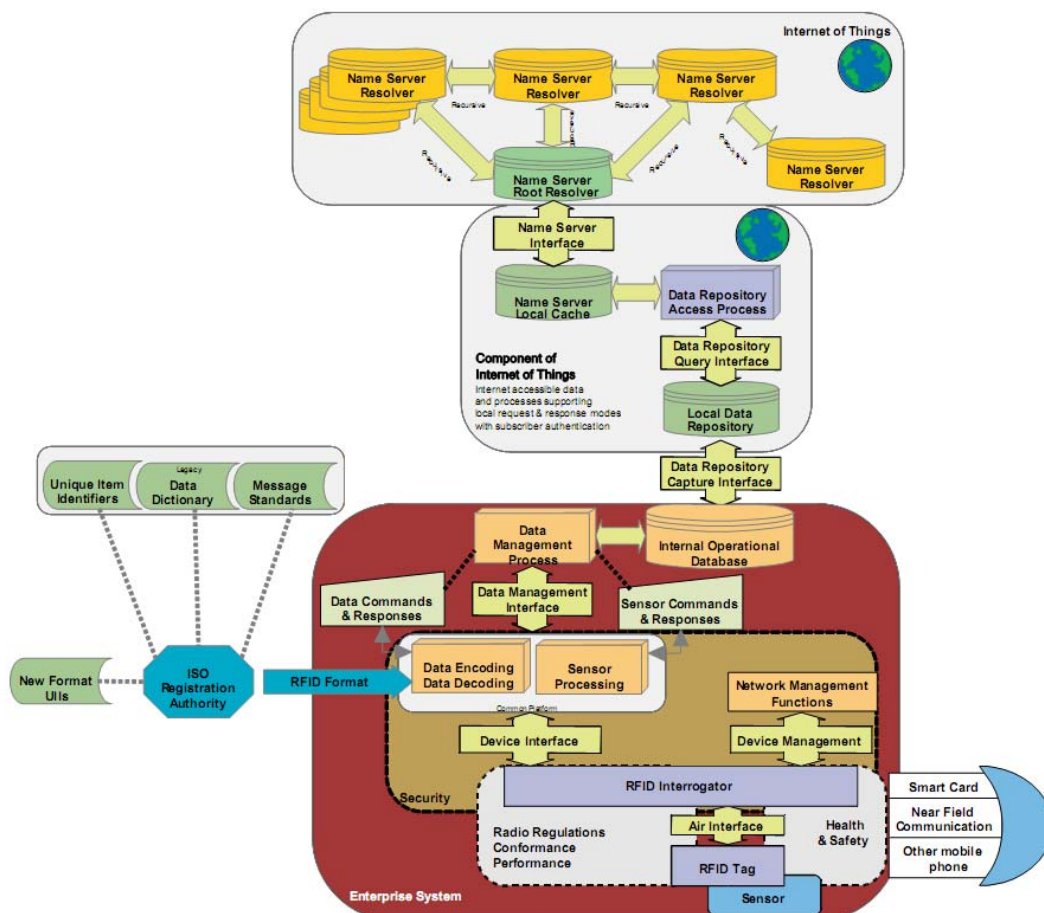 Internet of Things
Name Server
Resolver
Name Server
Resolver
Name Server
Resolver
Recursive
Recursive
Recursive
Recursive
Recursive
Recursive
Name Server
Resolver
Name Server
Root Resolver
Name Server
Interface
Name Server
Local Cache
Data Repository
Access Process
Data Repository
Query Interface
Component of
Internet of Things
Internet accessible data
and processes supporting
local request & response modes
with subscriber authentication
Local Data
Repository
Data Repository
Capture Interface
Unique Item
Identifiers
Legacy
Data
Dictionary
Message
Standards
Data
Management
Process
Internal Operational
Database
Data Commands
& Responses
Data Management
Interface
Sensor Commands
& Responses
New Format
UIIs
ISO
Registration
Authority
RFID Format
Data Encoding
Data Decoding
Sensor
Processing
Common Platform
Network Management
Functions
Device Interface
Device Management
Security
RFID Interrogator
Radio Regulations
Conformance
Performance
Air Interface
Health
& Safety
RFID Tag
Sensor
Enterprise System
Smart Card
Near Field
Communication
Other mobile
phone